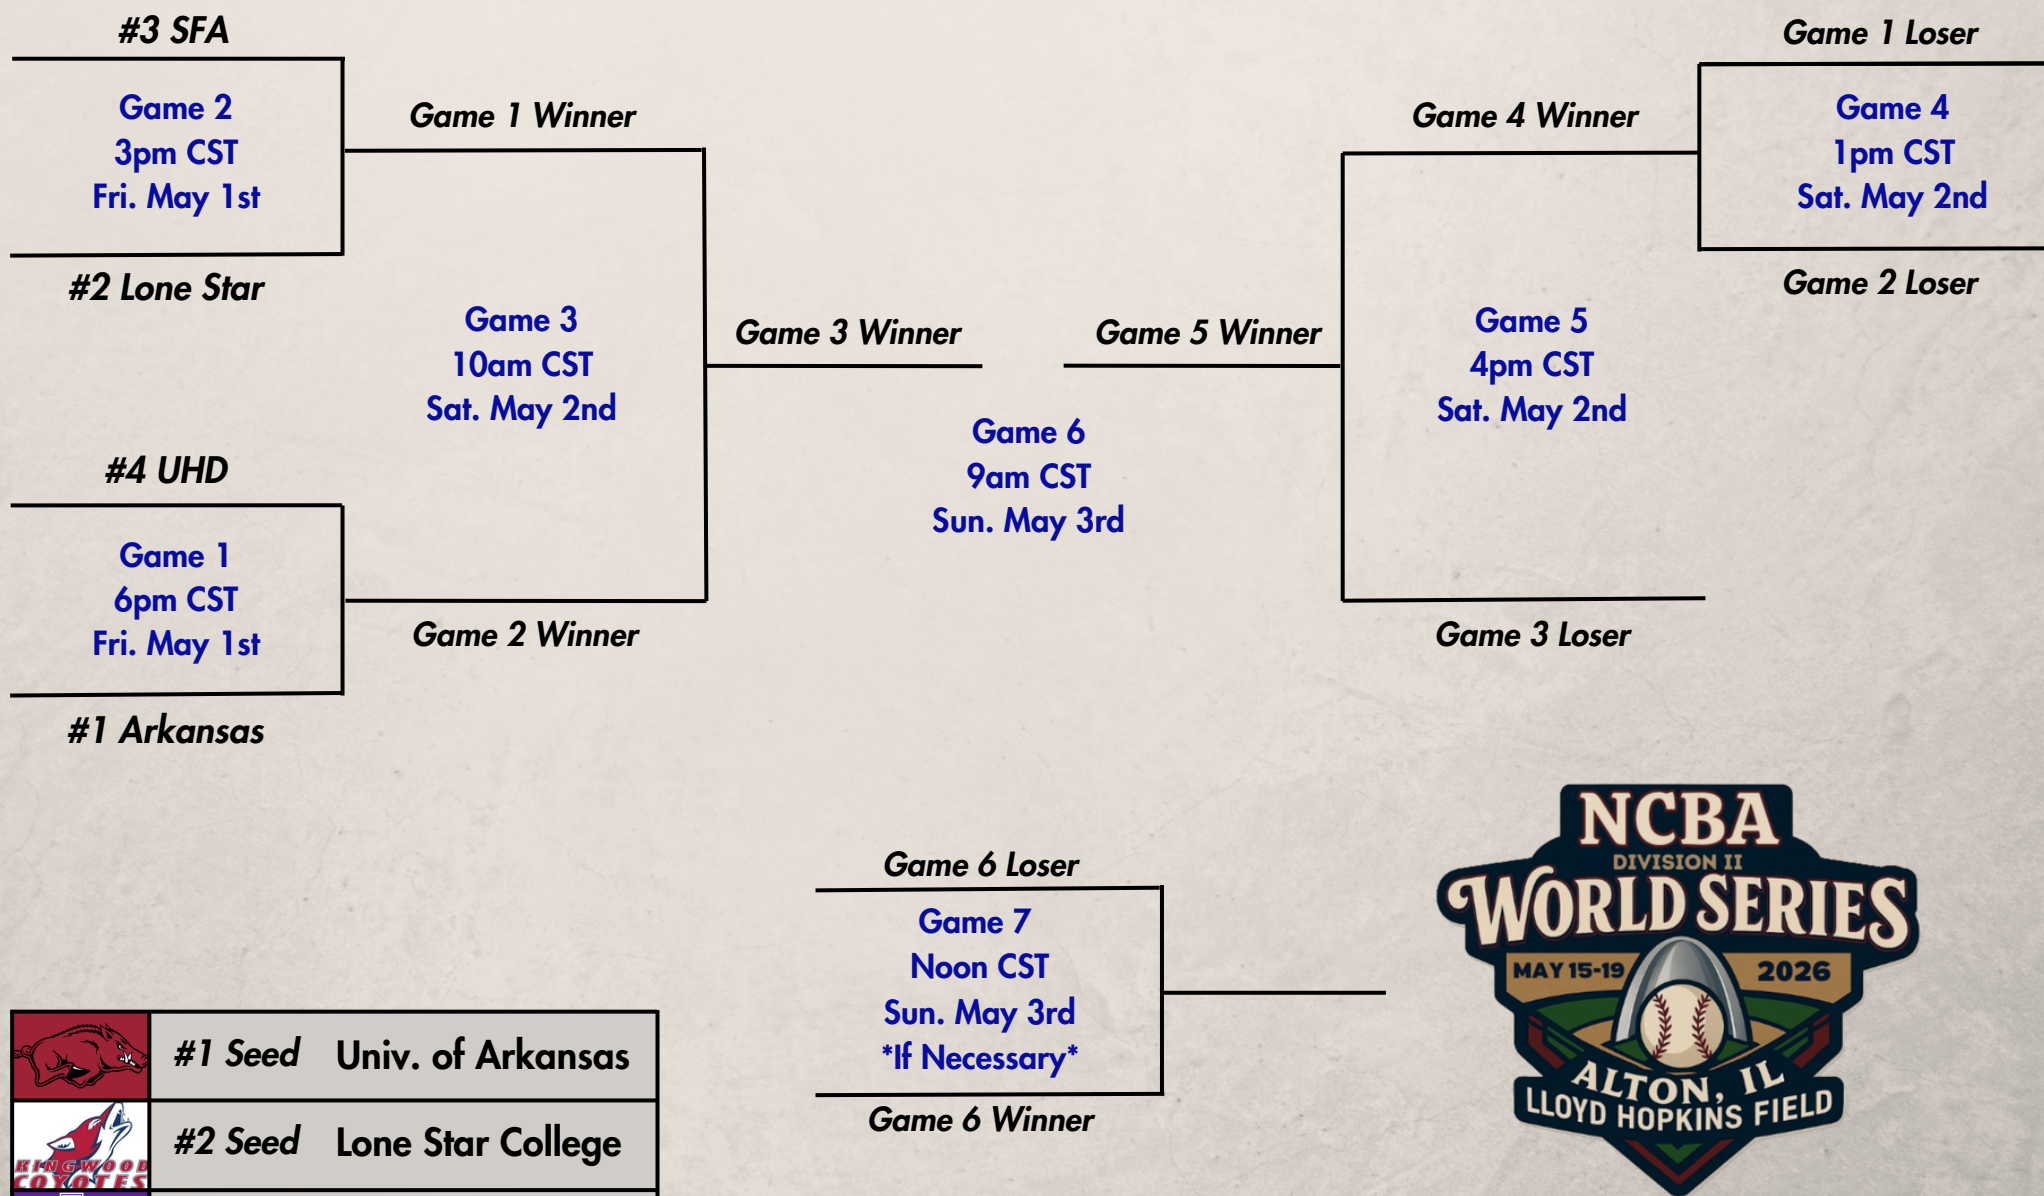 #3 SFA
Game 2
3pm CST
Fri. May 1st
#2 Lone Star
Game 1 Winner
Game 3
10am CST
Sat. May 2nd
#4 UHD
Game 1
6pm CST
Fri. May 1st
#1 Arkansas
Game 2 Winner
Game 3 Winner
Game 5 Winner
Game 6
9am CST
Sun. May 3rd
Game 1 Loser
Game 4
1pm CST
Sat. May 2nd
Game 2 Loser
Game 4 Winner
Game 5
4pm CST
Sat. May 2nd
Game 3 Loser
Game 6 Loser
Game 7
Noon CST
Sun. May 3rd
*If Necessary*
Game 6 Winner
#1 Seed Univ. of Arkansas
KINGWOOD
COYOTES
#2 Seed Lone Star College
NCBA
DIVISION II
WORLD SERIES
MAY 15-19 2026
ALTON, IL
LLOYD HOPKINS FIELD